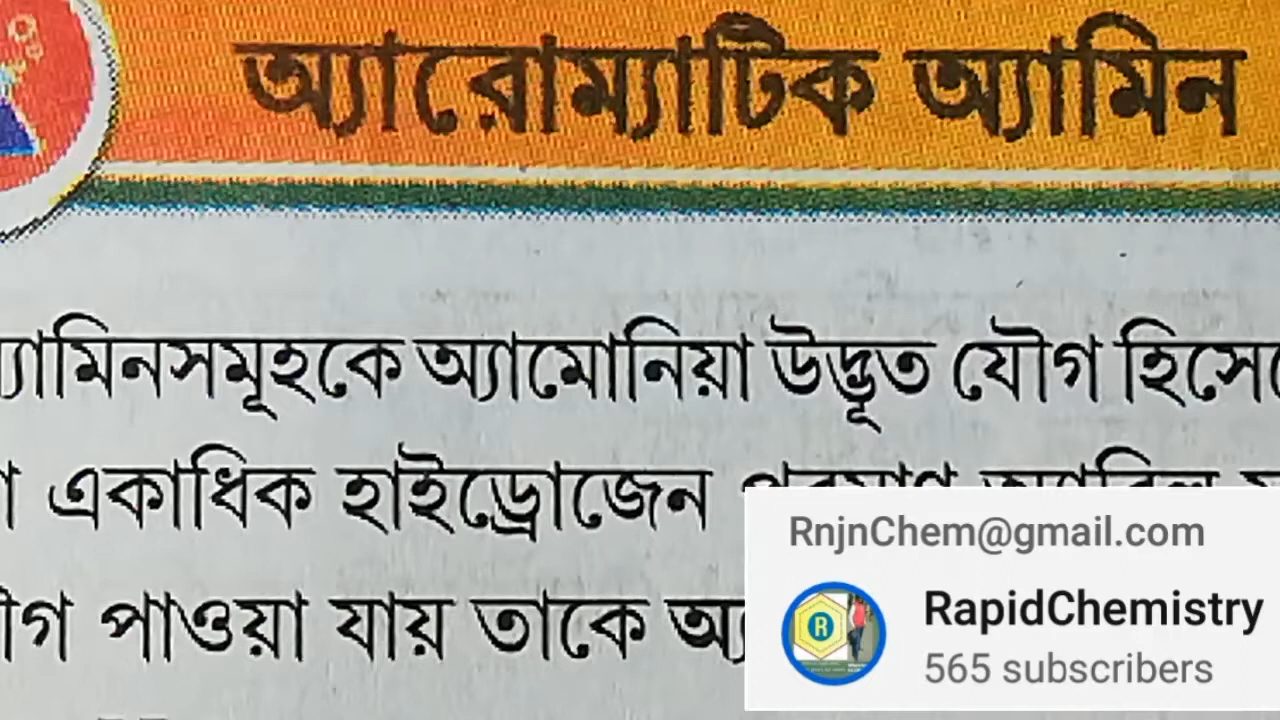 অ্যারোম্যাটিক অ্যামিন
্যামিনসমূহকে অ্যামোনিয়া উদ্ভূত যৌগ হিসে
একাধিক হাইড্রোজেন
পাওয়া যায় তাকে
RnjnChem@gmail.com
R
RapidChemistry
565 subscribers